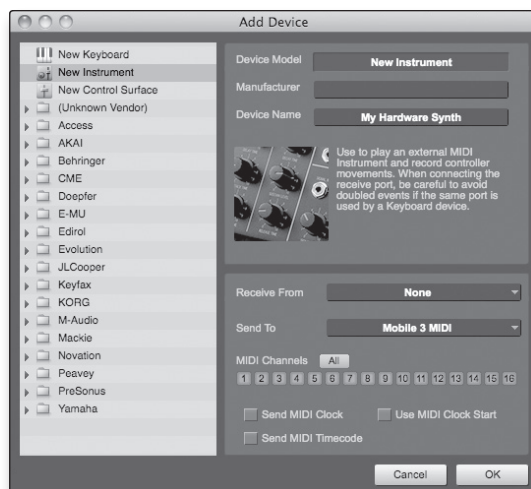 Add Device
New Keyboard
New Instrument
New Control Surface
(Unknown Vendor)
Access
AKAI
Behringer
CME
Doepfer
E-MU
Edirol
Evolution
JLCooper
Keyfax
KORG
M-Audio
Mackie
Novation
Peavey
PreSonus
Yamaha
Device Model New Instrument
Manufacturer
Device Name My Hardware Synth
Use to play an external MIDI
Instrument and record controller
movements. When connecting the
receive port, be careful to avoid
doubled events if the same port is
used by a Keyboard device.
Receive From None
Send To Mobile 3 MIDI
MIDI Channels All
1 2 3 4 5 6 7 8 9 10 11 12 13 14 15 16
Send MIDI Clock Use MIDI Clock Start
Send MIDI Timecode
Cancel OK